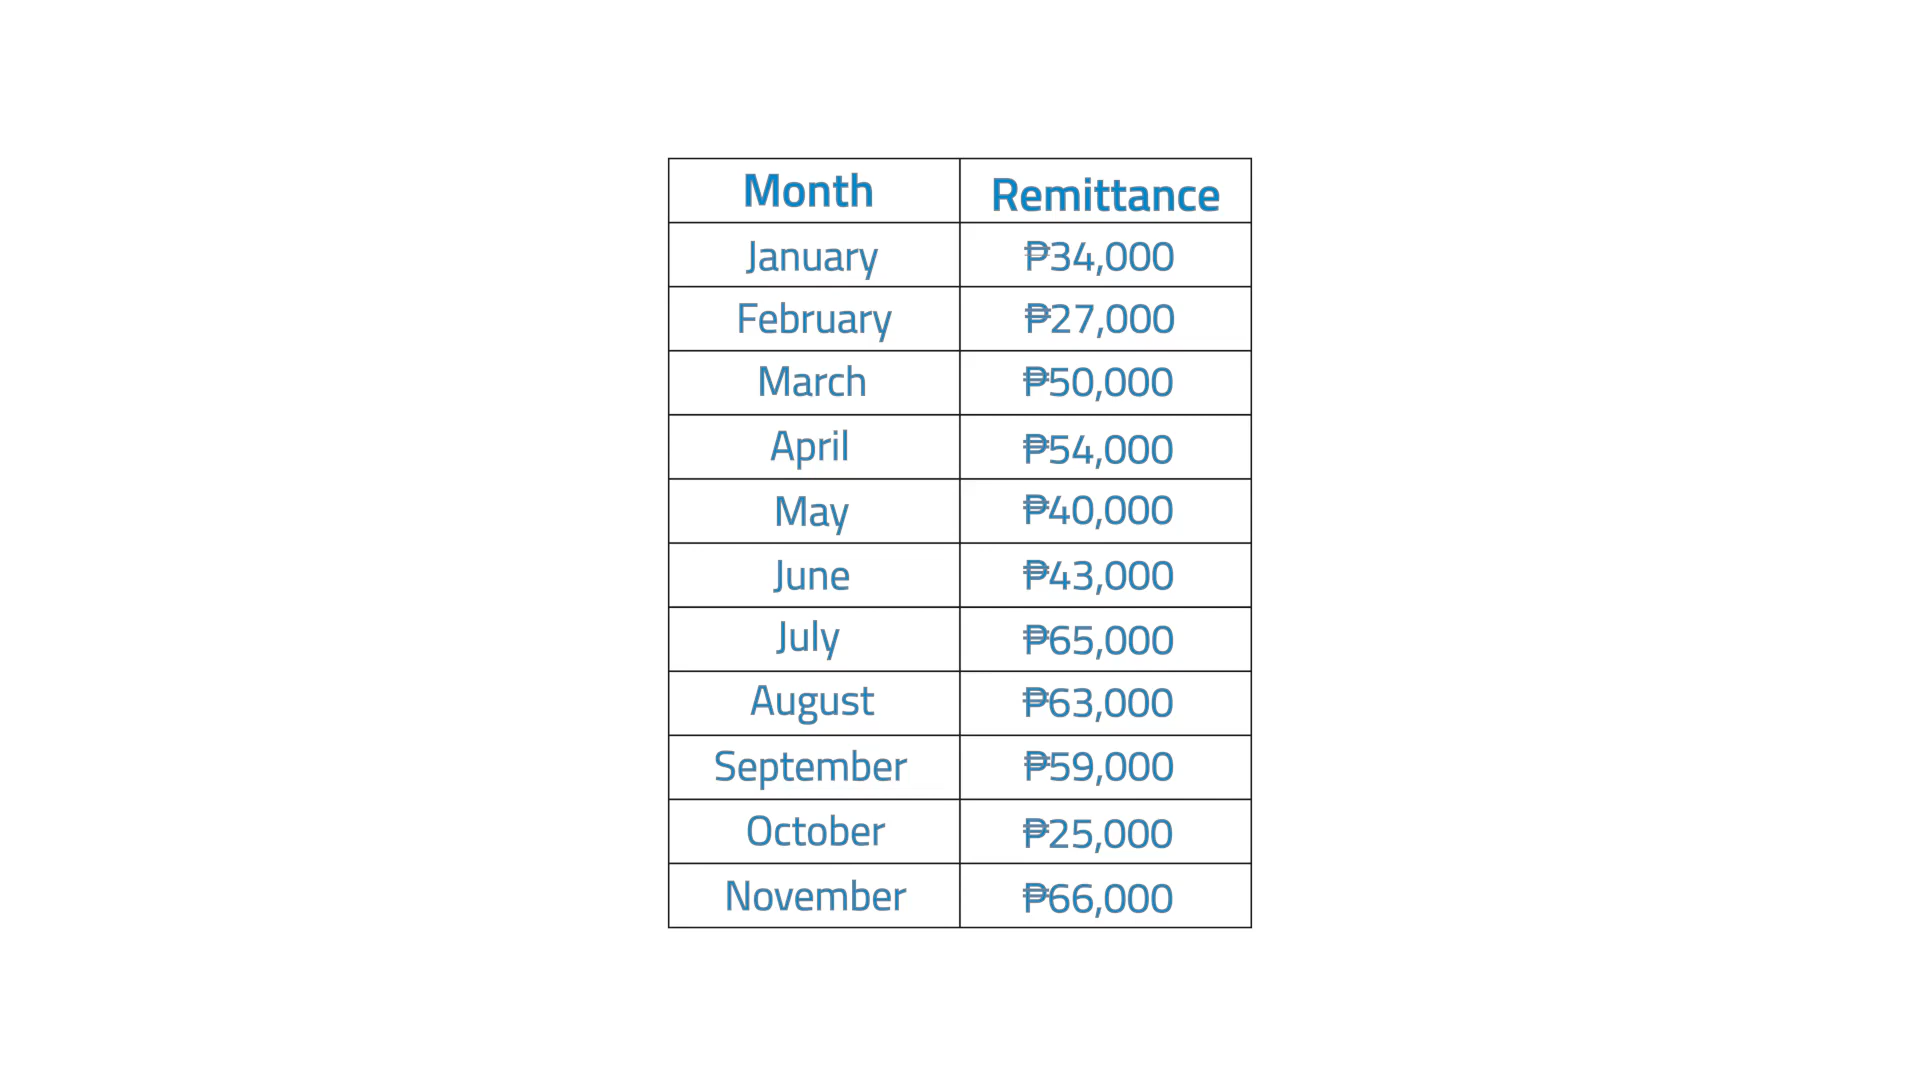 Month Remittance
January ₱34,000
February ₱27,000
March ₱50,000
April ₱54,000
May ₱40,000
June ₱43,000
July ₱65,000
August ₱63,000
September ₱59,000
October ₱25,000
November ₱66,000